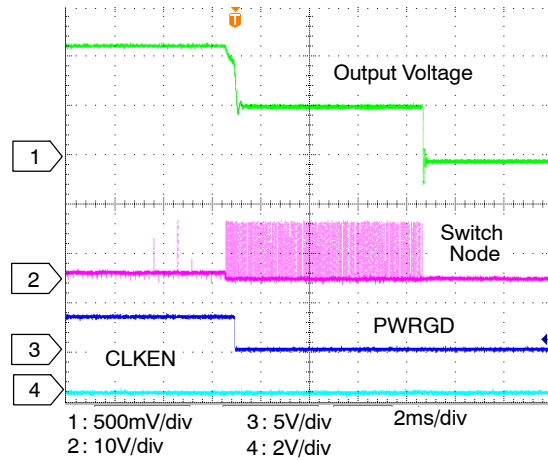 T
Output Voltage
1
Switch
Node
2
PWRGD
3
CLKEN
4
1: 500mV/div 3: 5V/div 2ms/div
2: 10V/div 4: 2V/div